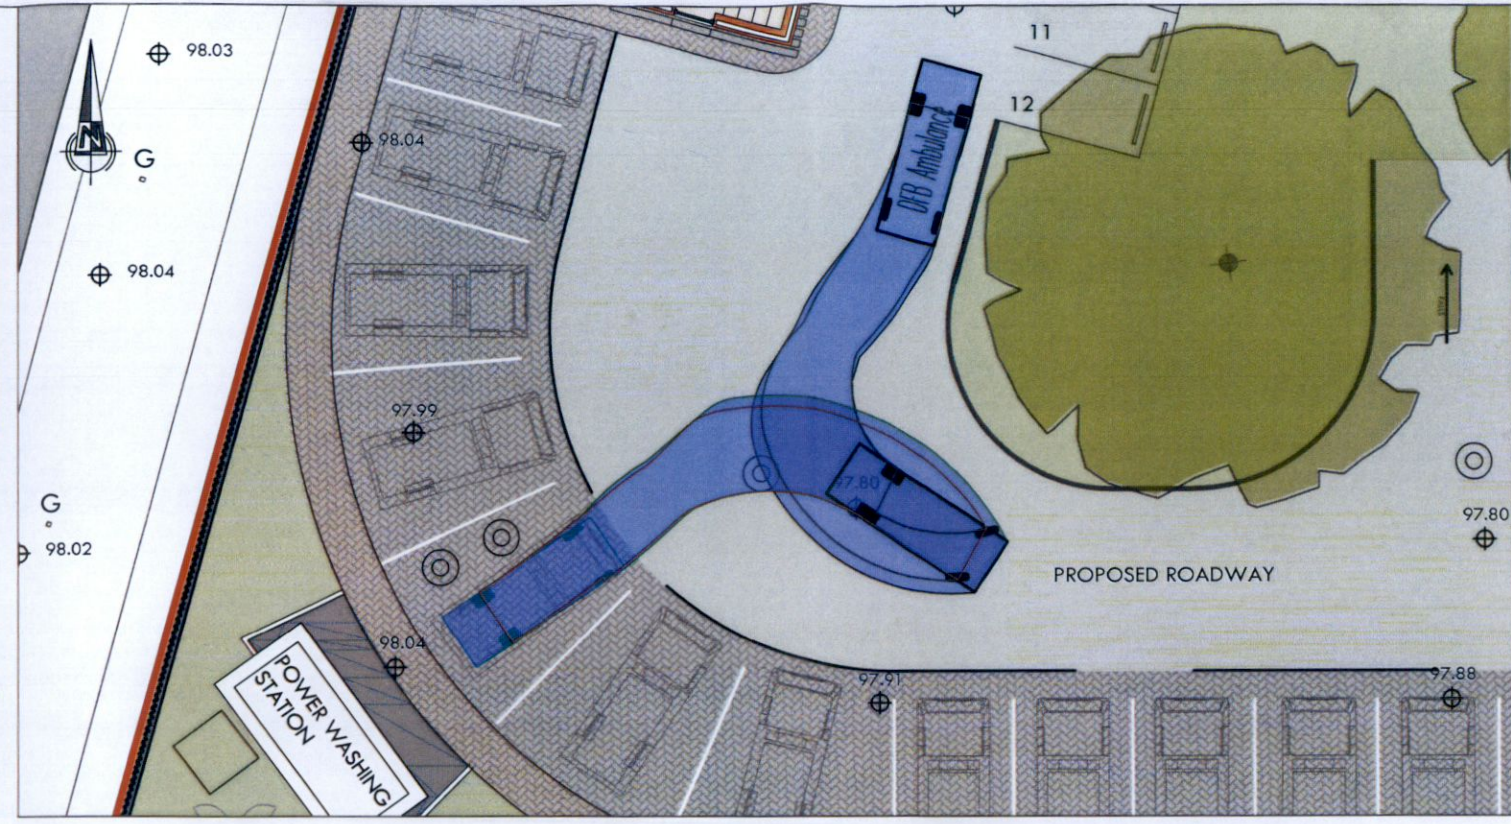 98.03
11
12
98.04
N
G
DFB Ambulance
98.04
97.99
97.80
G
97.80
98.02
PROPOSED ROADWAY
98.04
97.91
97.88
POWER WASHING
STATION